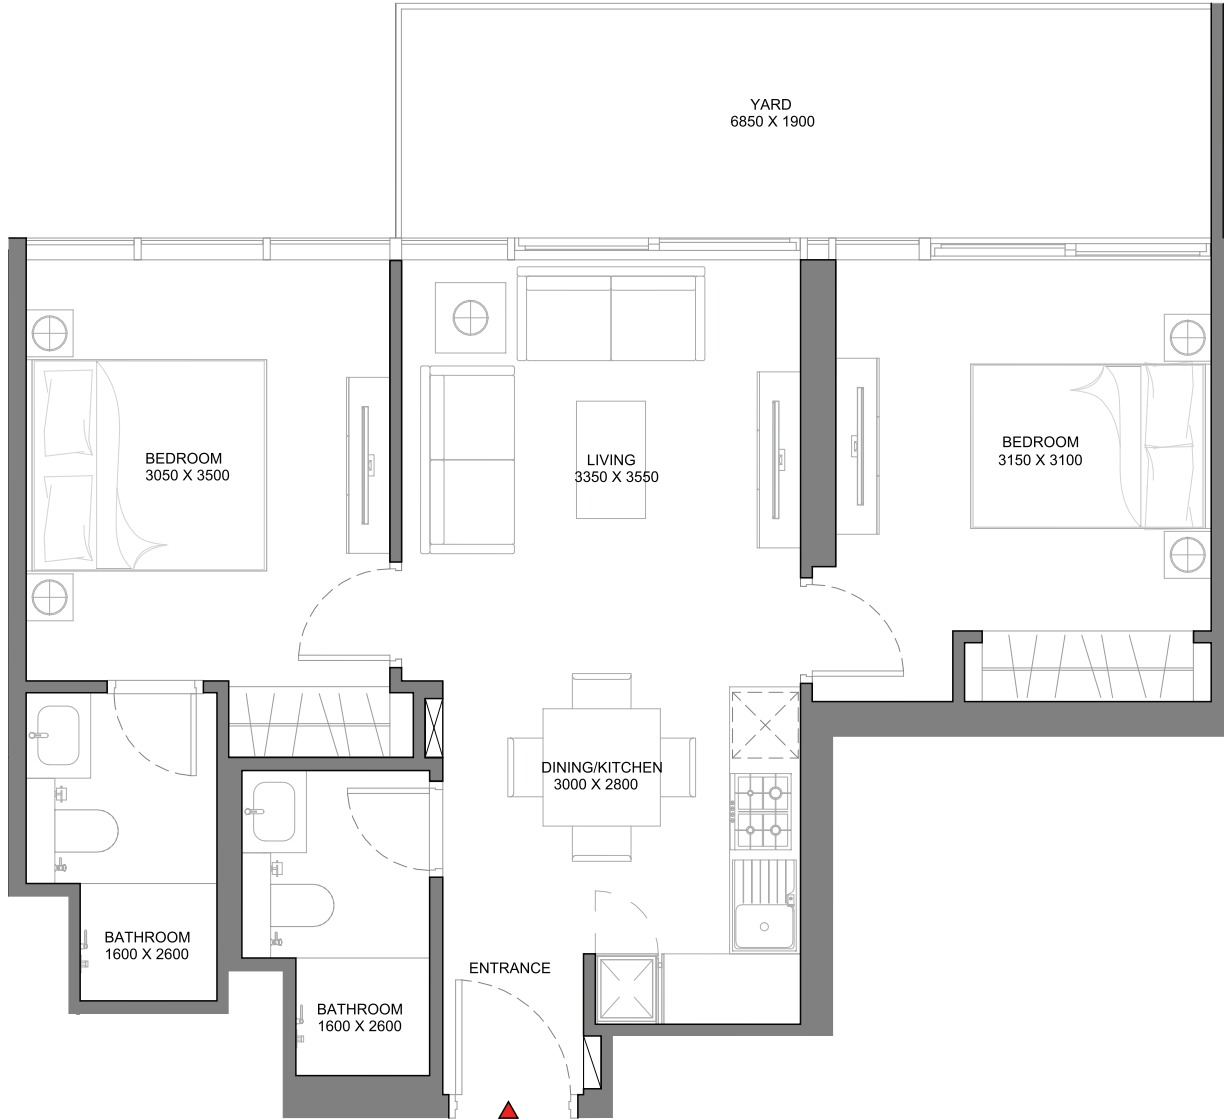 YARD
6850 X 1900
BEDROOM
3050 X 3500
LIVING
3350 X 3550
BEDROOM
3150 X 3100
DINING/KITCHEN
3000 X 2800
BATHROOM
1600 X 2600
ENTRANCE
BATHROOM
1600 X 2600